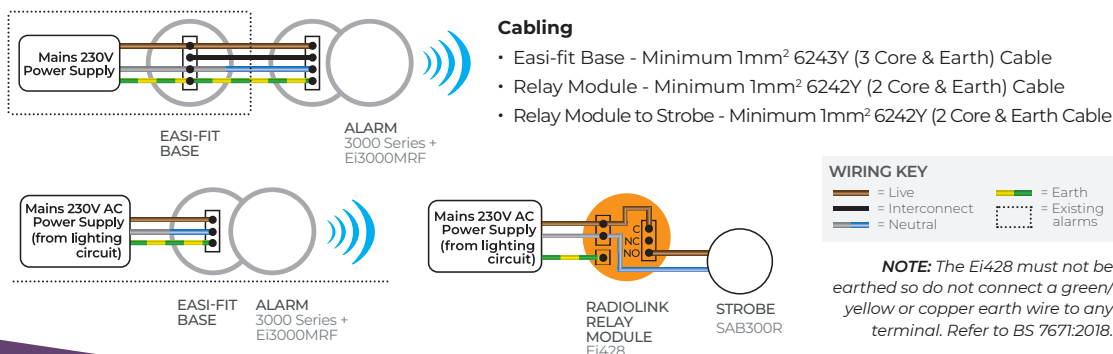 Mains 230V
Power Supply
EASI-FIT
BASE
ALARM
3000 Series +
Ei3000MRF
Cabling
• Easi-fit Base - Minimum 1mm² 6243Y (3 Core & Earth) Cable
• Relay Module - Minimum 1mm² 6242Y (2 Core & Earth) Cable
• Relay Module to Strobe - Minimum 1mm² 6242Y (2 Core & Earth Cable
WIRING KEY
= Live
= Interconnect
= Neutral
= Earth
= Existing
alarms
Mains 230V AC
Power Supply
(from lighting
circuit)
EASI-FIT
BASE
ALARM
3000 Series +
Ei3000MRF
Mains 230V AC
Power Supply
(from lighting
circuit)
C
NC
NO
RADIOLINK
RELAY
MODULE
Ei428
STROBE
SAB300R
NOTE: The Ei428 must not be
earthed so do not connect a green/
yellow or copper earth wire to any
terminal. Refer to BS 7671:2018.